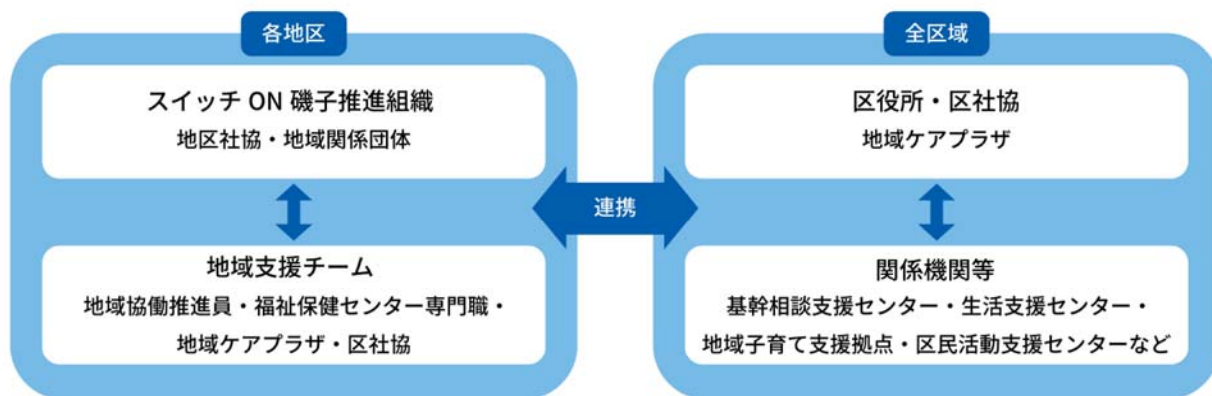 各地区
スイッチ ON 磯子推進組織
地区社協・地域関係団体
地域支援チーム
地域協働推進員・福祉保健センター専門職・
地域ケアプラザ・区社協
連携
全区域
区役所・区社協
地域ケアプラザ
関係機関等
基幹相談支援センター・生活支援センター・
地域子育て支援拠点・区民活動支援センターなど